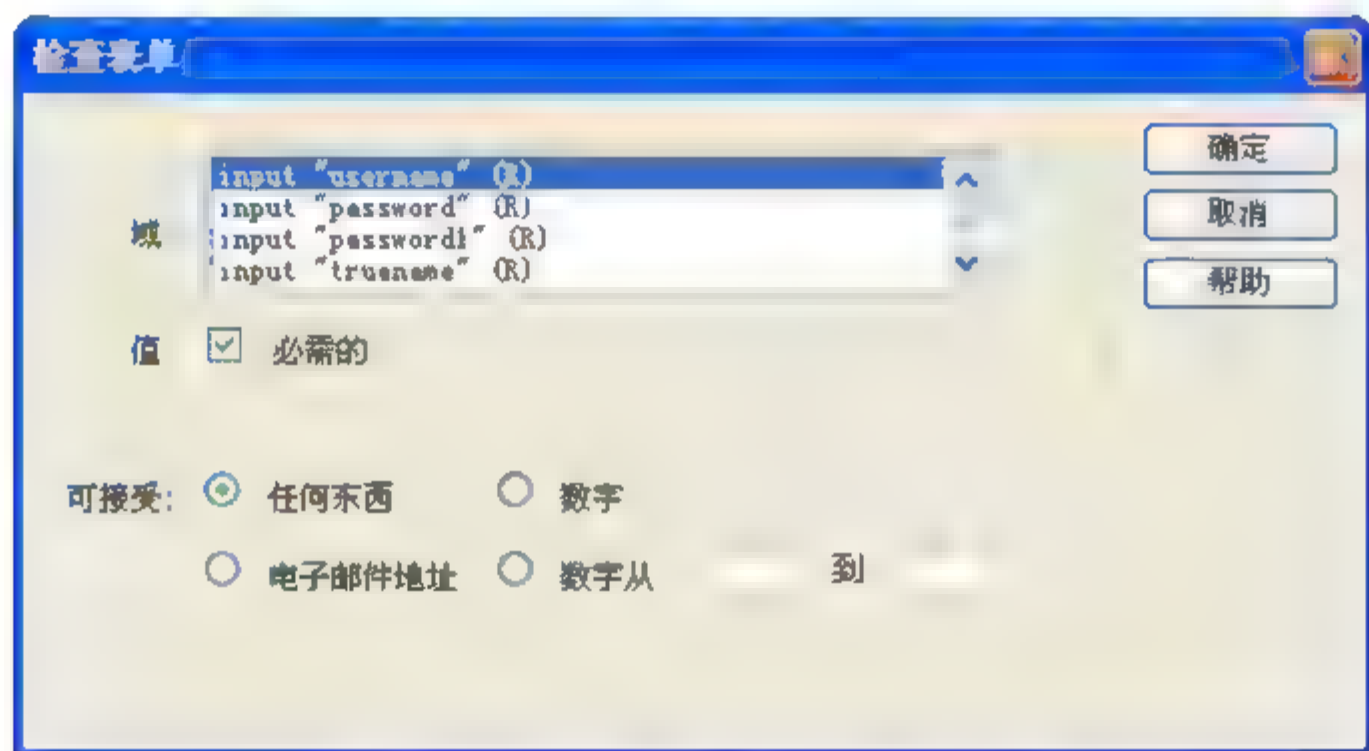 检查表单
域
input "username" (R)
input "password" (R)
input "password1" (R)
input "truename" (R)
确定
取消
帮助
值 必需的
可接受: 任何东西 数字
电子邮件地址 数字从 到